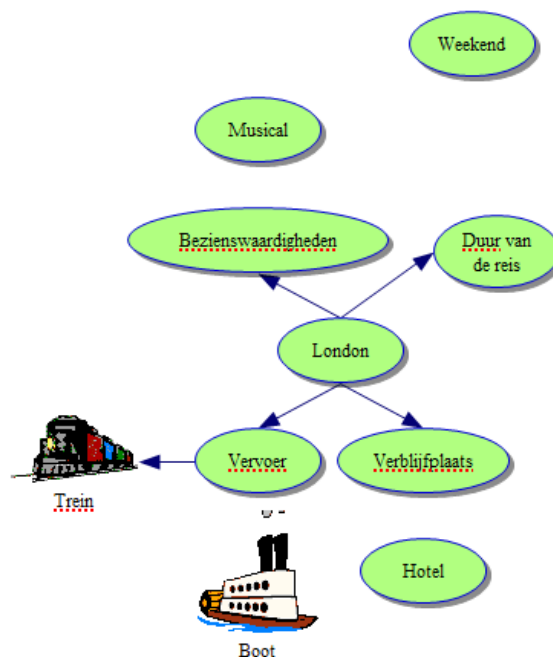 Weekend
Musical
Bezienswaardigheden
Duur van
de reis
London
Vervoer
Verblijfplaats
Trein
Hotel
Boot